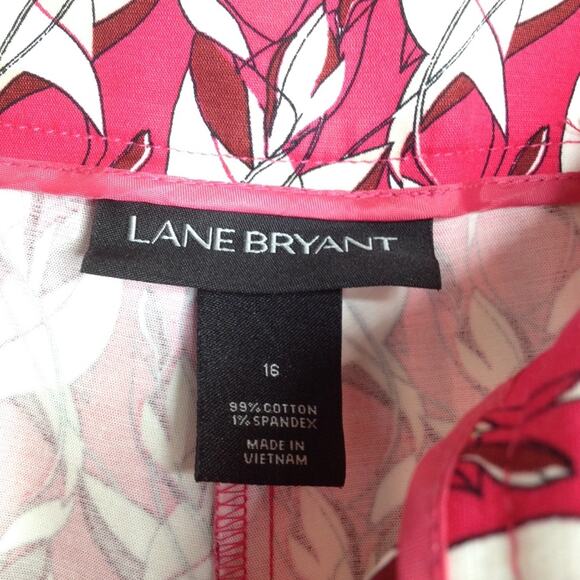 LANE BRYANT
16
99% COTTON
1% SPANDEX
MADE IN
VIETNAM